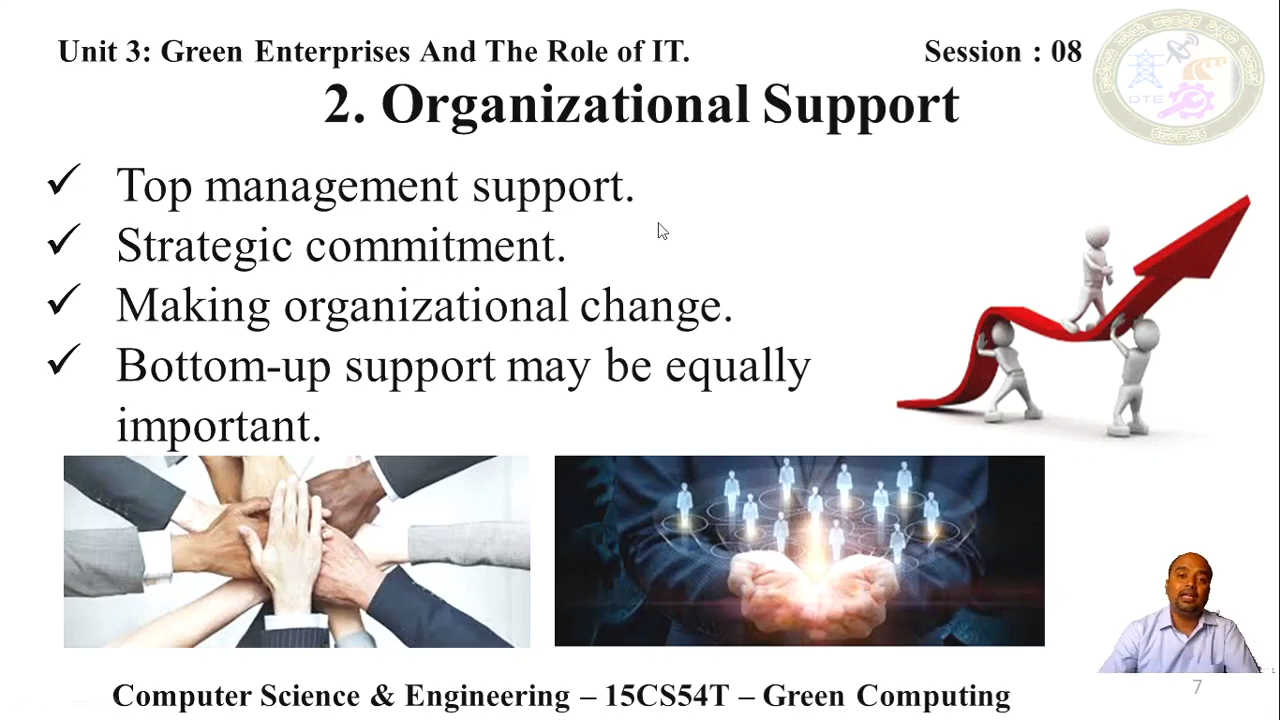 Unit 3: Green Enterprises And The Role of IT.
Session : 08
2. Organizational Support
✓ Top management support.
✓ Strategic commitment.
✓ Making organizational change.
✓ Bottom-up support may be equally
important.
DTE
Computer Science & Engineering – 15CS54T – Green Computing
7